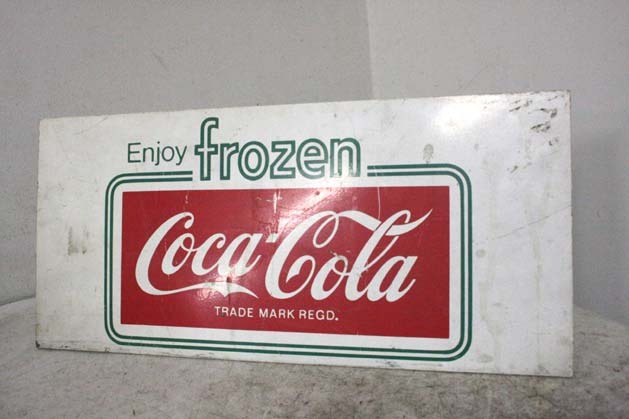 Enjoy frozen
Coca-Cola
TRADE MARK REGD.